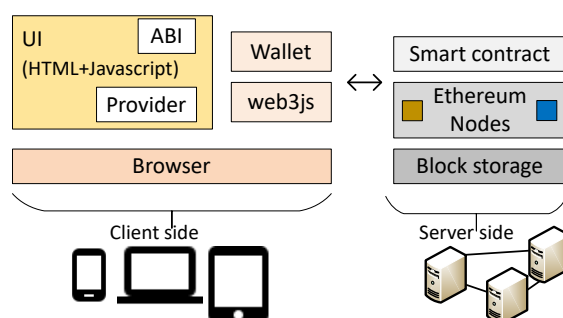 UI
(HTML+Javascript)
ABI
Provider
Wallet
web3js
Browser
Smart contract
Ethereum
Nodes
Block storage
Client side
Server side